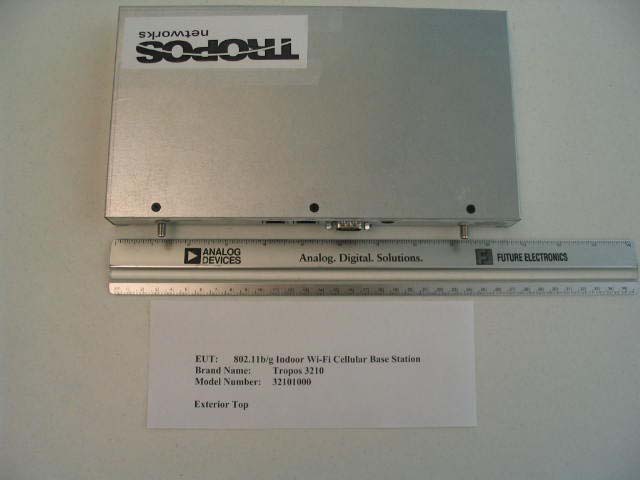 TROPOS
networks
ANALOG
DEVICES
Analog. Digital. Solutions.
FUTURE ELECTRONICS
EUT: 802.11b/g Indoor Wi-Fi Cellular Base Station
Brand Name: Tropos 3210
Model Number: 32101000
Exterior Top